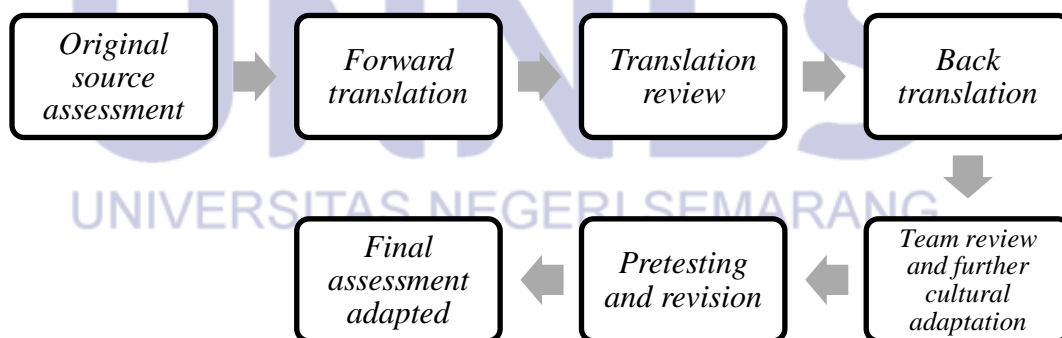 UNNES
Original
source
assessment
Forward
translation
Translation
review
Back
translation
UNIVERSITAS NEGERI SEMARANG
Team review
and further
cultural
adaptation
Pretesting
and revision
Final
assessment
adapted